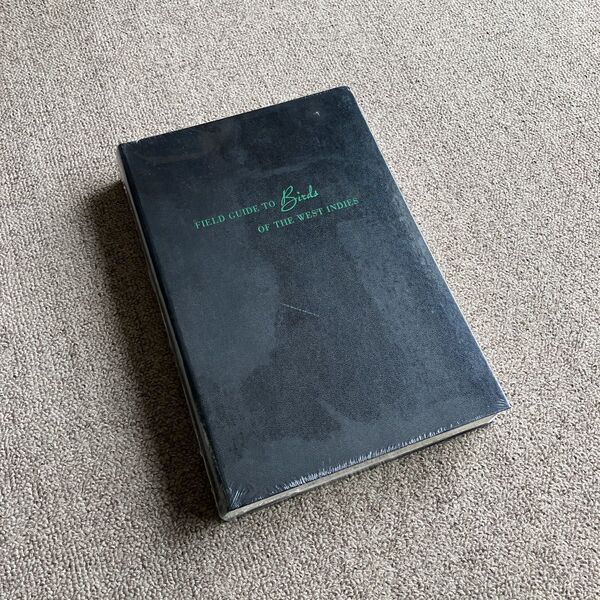 FIELD GUIDE TO Birds
OF THE WEST INDIES